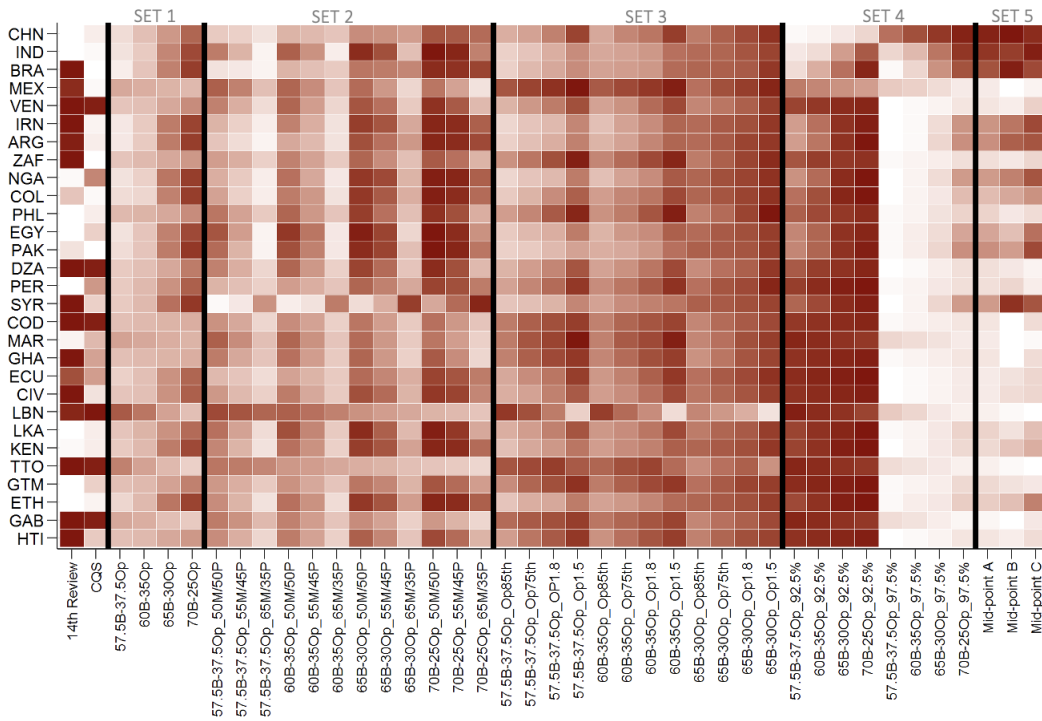 SET 1
SET 2
SET 3
SET 4
SET 5
CHN
IND
BRA
MEX
VEN
IRN
ARG
ZAF
NGA
COL
PHL
EGY
PAK
DZA
PER
SYR
COD
MAR
GHA
ECU
CIV
LBN
LKA
KEN
TTO
GTM
ETH
GAB
HTI
14th Review
CQS
57.5B-37.5Op
60B-35Op
65B-30Op
70B-25Op
57.5B-37.5Op_50M/50P
57.5B-37.5Op_55M/45P
57.5B-37.5Op_65M/35P
60B-35Op_50M/50P
60B-35Op_55M/45P
60B-35Op_65M/35P
65B-30Op_50M/50P
65B-30Op_55M/45P
65B-30Op_65M/35P
70B-25Op_50M/50P
70B-25Op_55M/45P
70B-25Op_65M/35P
57.5B-37.5Op_Op85th
57.5B-37.5Op_Op75th
57.5B-37.5Op_OP1.8
57.5B-37.5Op_Op1.5
60B-35Op_Op85th
60B-35Op_Op75th
60B-35Op_Op1.8
60B-35Op_Op1.5
65B-30Op_Op85th
65B-30Op_Op75th
65B-30Op_Op1.8
65B-30Op_Op1.5
57.5B-37.5Op_92.5%
60B-35Op_92.5%
65B-30Op_92.5%
70B-25Op_92.5%
57.5B-37.5Op_97.5%
60B-35Op_97.5%
65B-30Op_97.5%
70B-25Op_97.5%
Mid-point A
Mid-point B
Mid-point C